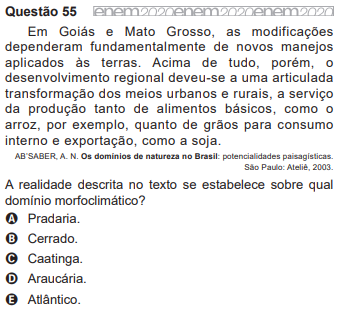 Questão 55 enem2020enem2020enem2020
Em Goiás e Mato Grosso, as modificações
dependeram fundamentalmente de novos manejos
aplicados às terras. Acima de tudo, porém, o
desenvolvimento regional deveu-se a uma articulada
transformação dos meios urbanos e rurais, a serviço
da produção tanto de alimentos básicos, como o
arroz, por exemplo, quanto de grãos para consumo
interno e exportação, como a soja.
AB'SABER, A. N. Os domínios de natureza no Brasil: potencialidades paisagísticas.
São Paulo: Ateliê, 2003.
A realidade descrita no texto se estabelece sobre qual
domínio morfoclimático?
A Pradaria.
B Cerrado.
C Caatinga.
D Araucária.
E Atlântico.